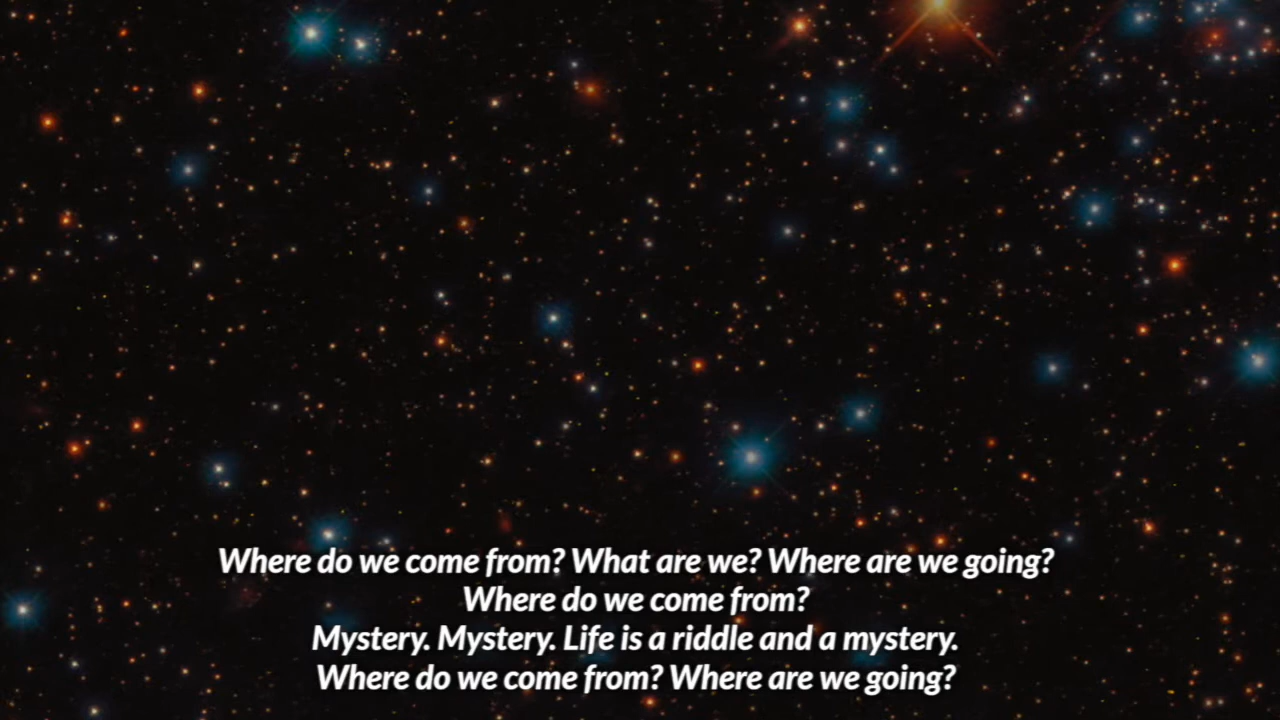 Where do we come from? What are we? Where are we going?
Where do we come from?
Mystery. Mystery. Life is a riddle and a mystery.
Where do we come from? Where are we going?